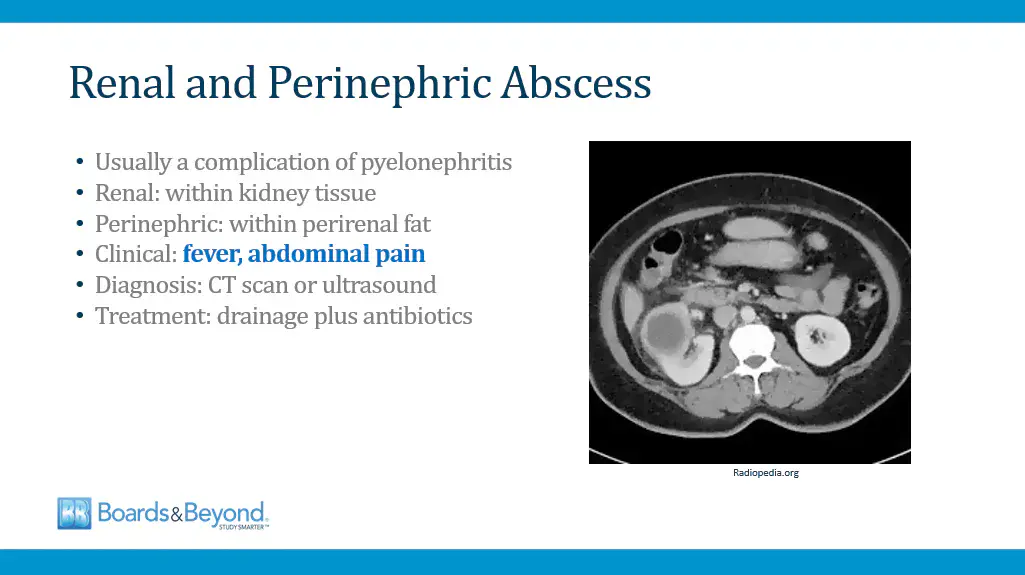 Renal and Perinephric Abscess
• Usually a complication of pyelonephritis
• Renal: within kidney tissue
• Perinephric: within perirenal fat
• Clinical: fever, abdominal pain
• Diagnosis: CT scan or ultrasound
• Treatment: drainage plus antibiotics
Radiopedia.org
BB Boards&Beyond®
STUDY SMARTER™